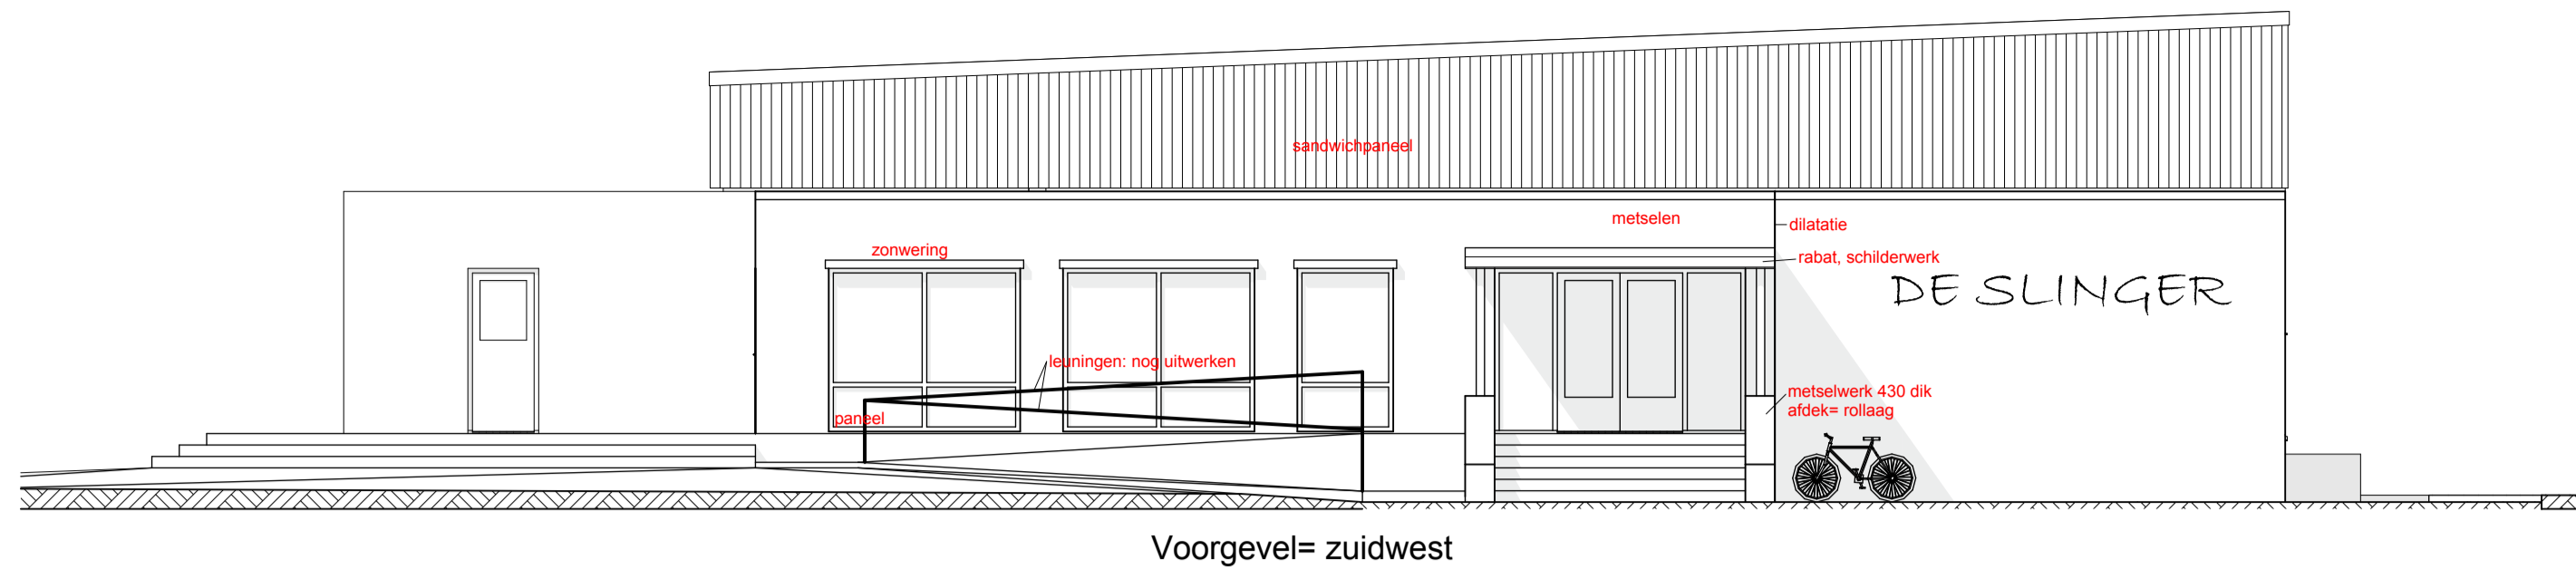 sandwichpaneel
metselen
dilatatie
zonwering
rabat, schilderwerk
DE SLINGER
leuningen: nog uitwerken
metselwerk 430 dik
afdek= rollaag
paneel
Voorgevel= zuidwest